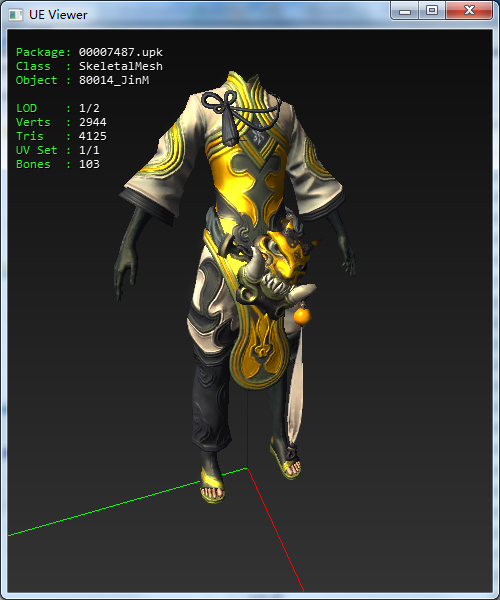 UE Viewer
Package: 00007487.upk
Class  : SkeletalMesh
Object : 80014_JinM
LOD    : 1/2
Verts  : 2944
Tris   : 4125
UV Set : 1/1
Bones  : 103